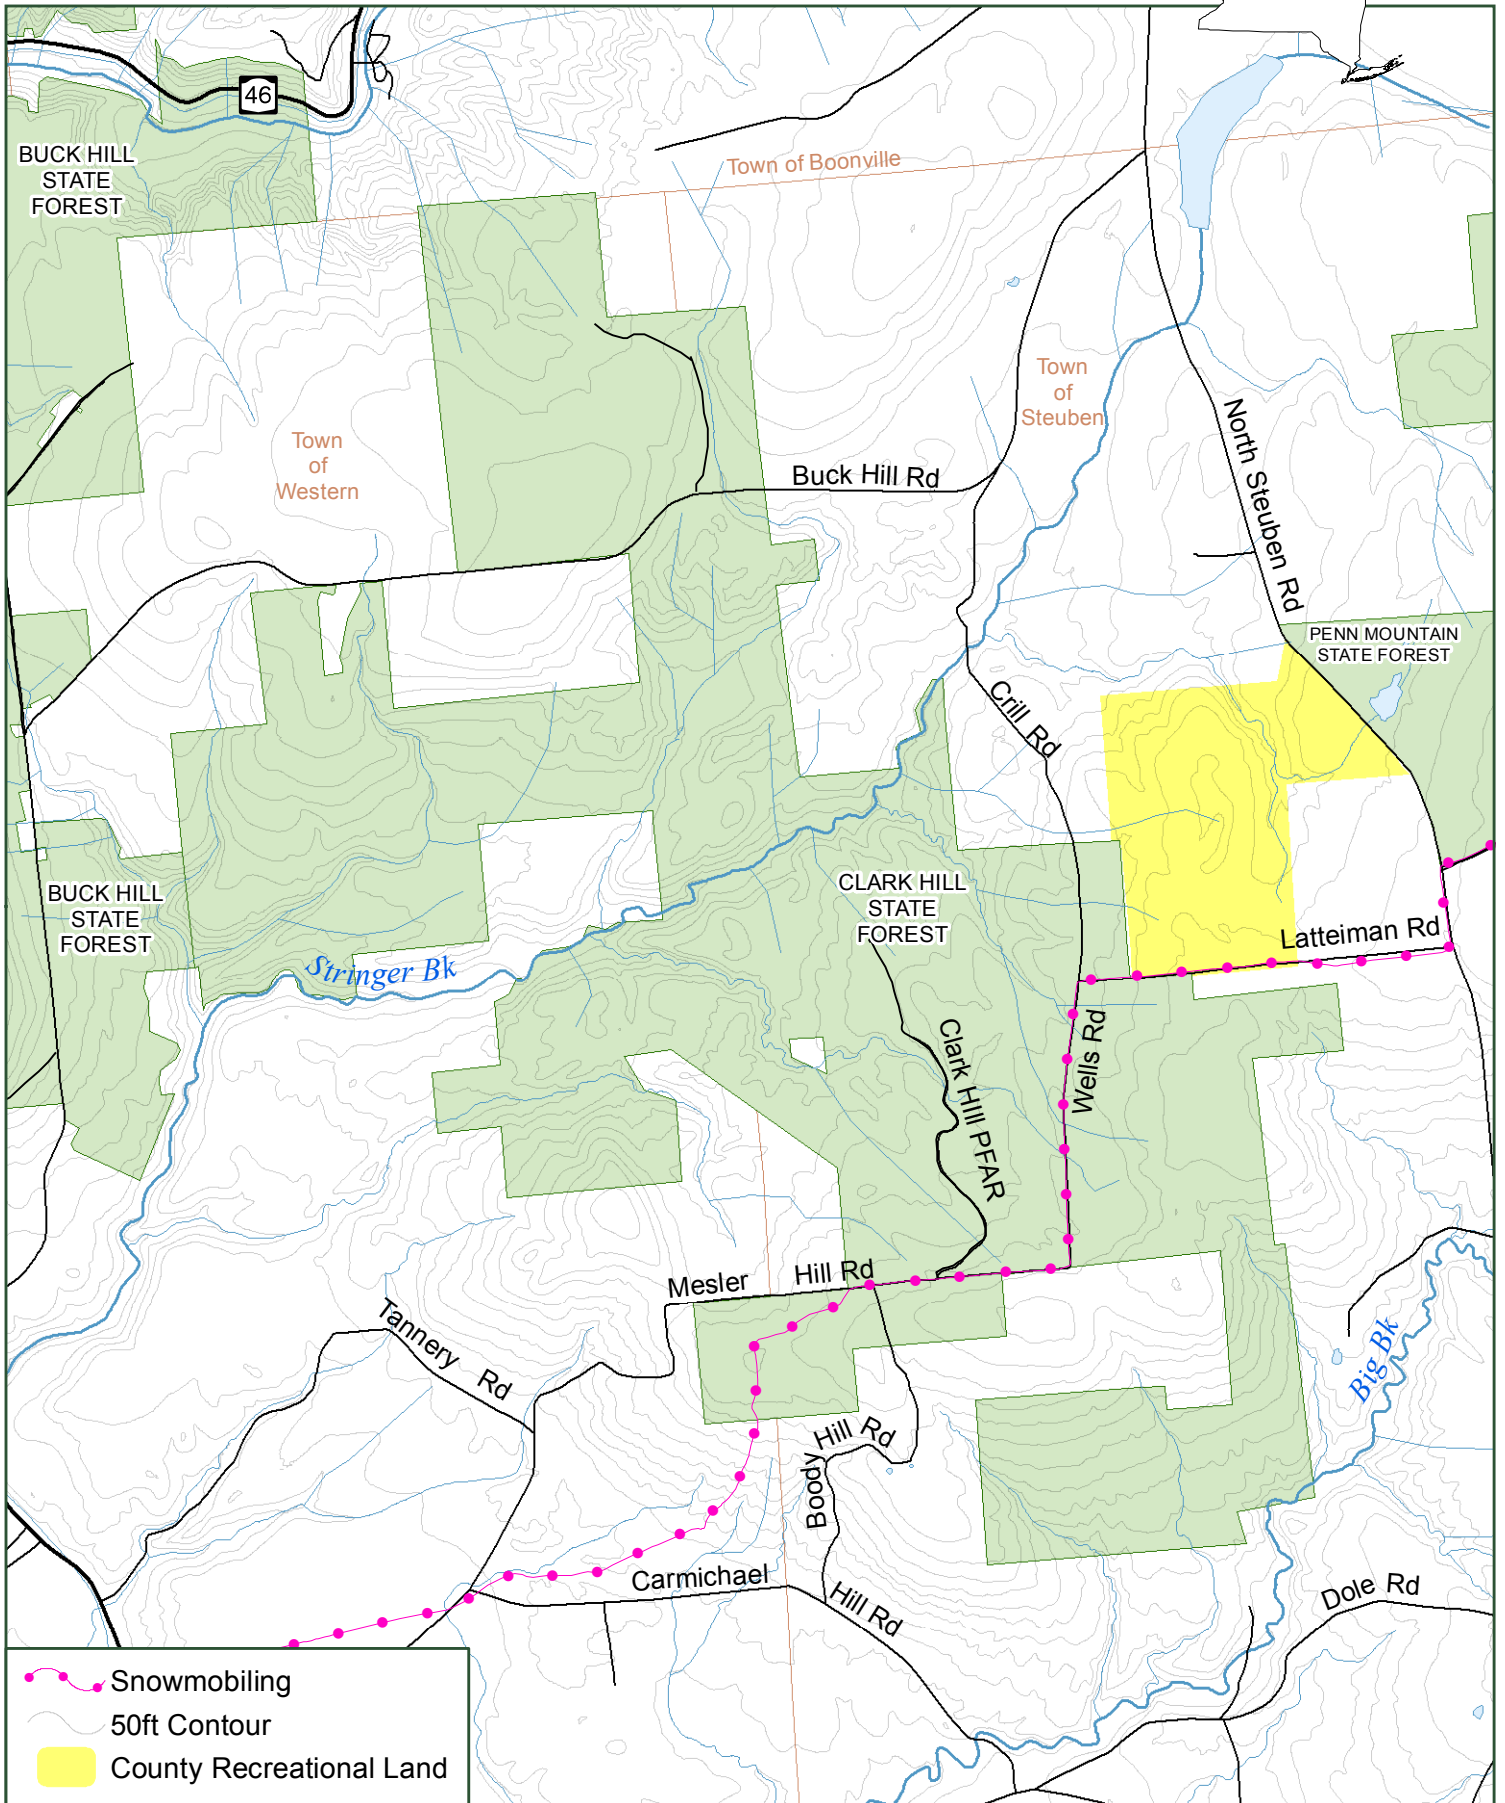 46
BUCK HILL
STATE
FOREST
Town of Boonville
Town
of
Steuben
North Steuben Rd
Town
of
Western
Buck Hill Rd
PENN MOUNTAIN
STATE FOREST
Crill Rd
BUCK HILL
STATE
FOREST
CLARK HILL
STATE
FOREST
Latteiman Rd
Stringer Bk
Clark Hill PFAR
Wells Rd
Mesler Hill Rd
Tannery Rd
Big Bk
Boody Hill Rd
Carmichael Hill Rd
Dole Rd
Snowmobiling
50ft Contour
County Recreational Land